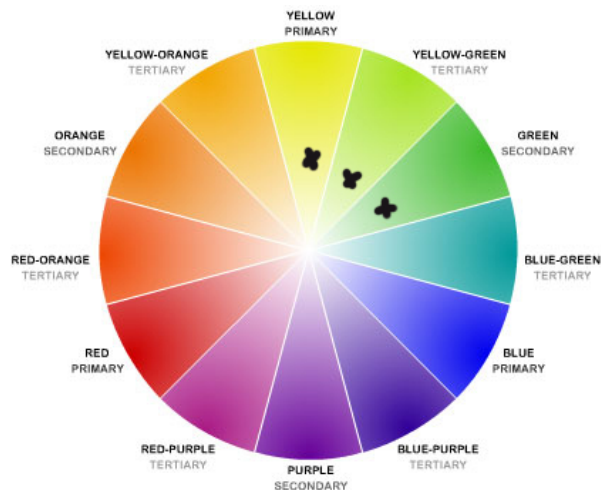 YELLOW
PRIMARY
YELLOW-ORANGE
TERTIARY
YELLOW-GREEN
TERTIARY
ORANGE
SECONDARY
GREEN
SECONDARY
RED-ORANGE
TERTIARY
BLUE-GREEN
TERTIARY
RED
PRIMARY
BLUE
PRIMARY
RED-PURPLE
TERTIARY
BLUE-PURPLE
TERTIARY
PURPLE
SECONDARY